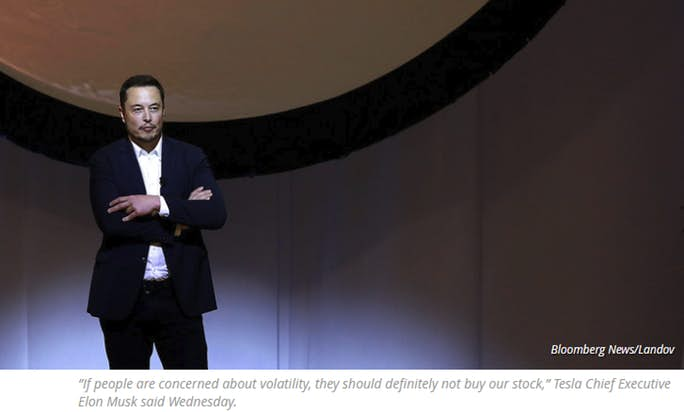 Bloomberg News/Landov
“If people are concerned about volatility, they should definitely not buy our stock,” Tesla Chief Executive
Elon Musk said Wednesday.